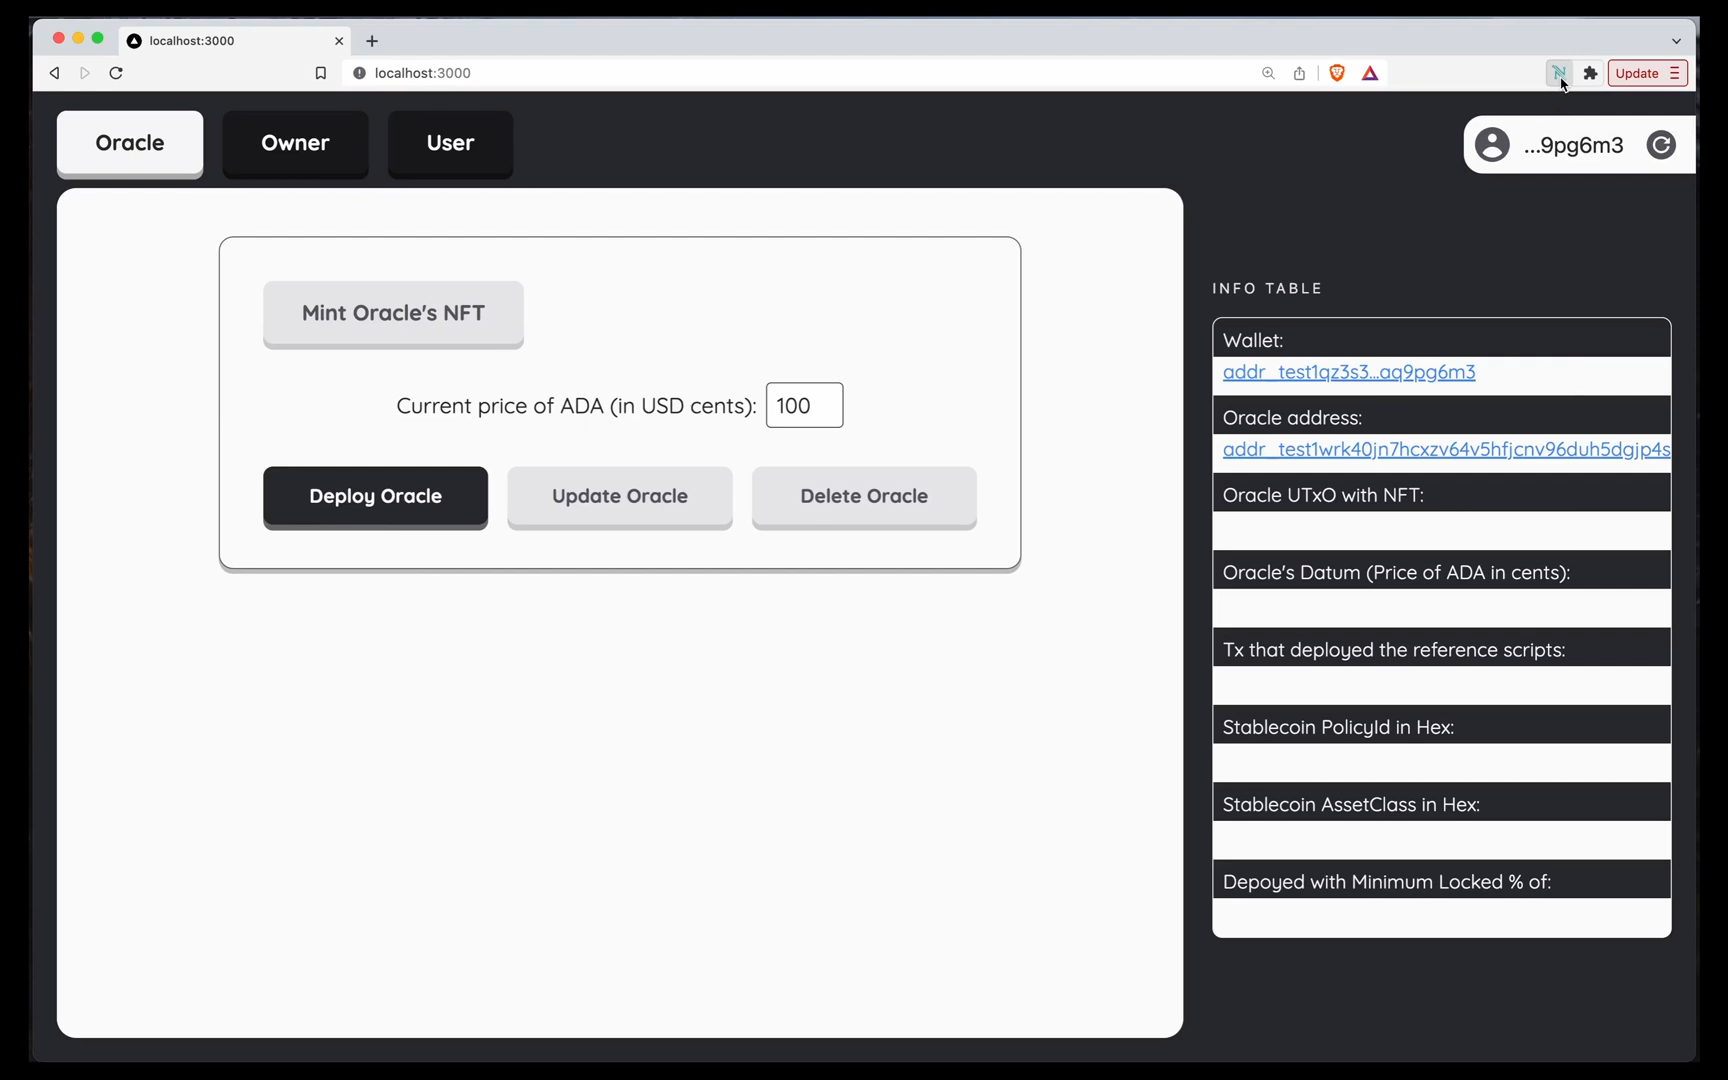 localhost:3000
localhost:3000
Update
Oracle
Owner
User
...9pg6m3
Mint Oracle's NFT
Current price of ADA (in USD cents):
100
Deploy Oracle
Update Oracle
Delete Oracle
INFO TABLE
Wallet:
addr_test1qz3s3...aq9pg6m3
Oracle address:
addr_test1wrk40jn7hcxzv64v5hfjcnv96duh5dgjp4s
Oracle UTxO with NFT:
Oracle's Datum (Price of ADA in cents):
Tx that deployed the reference scripts:
Stablecoin PolicyId in Hex:
Stablecoin AssetClass in Hex:
Depoyed with Minimum Locked % of: